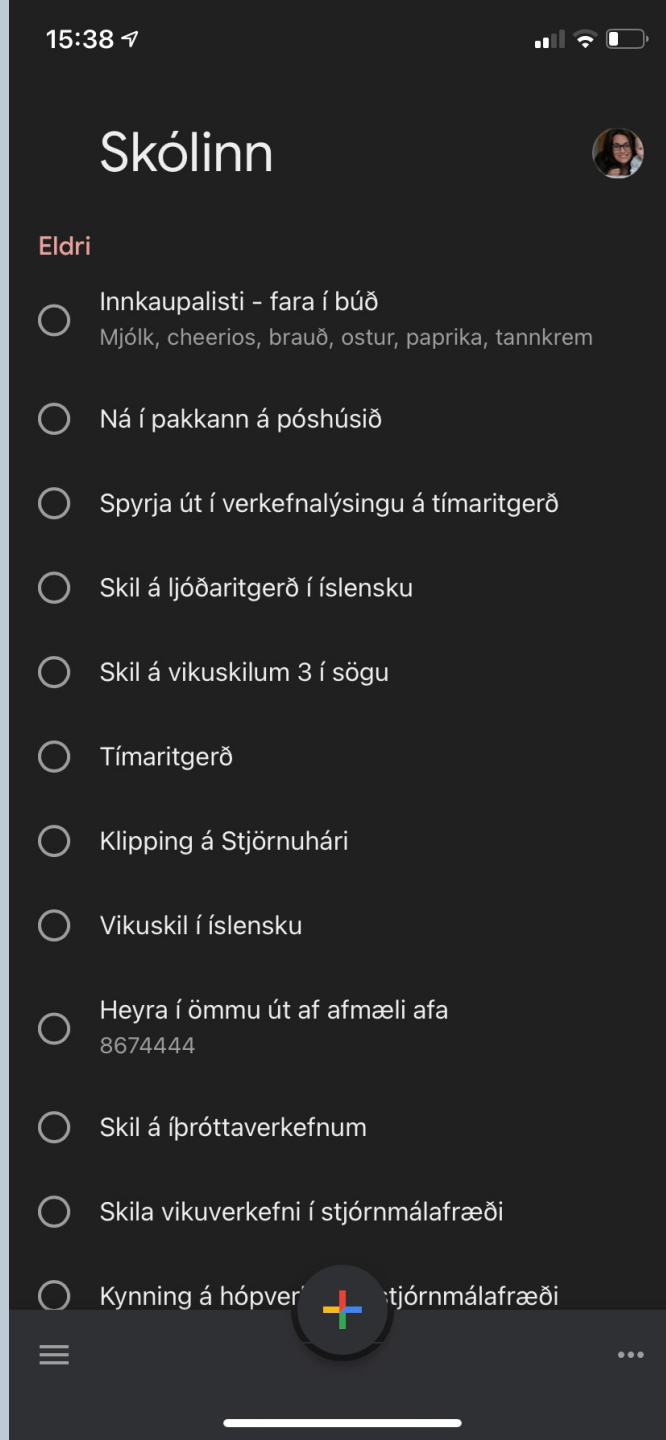 15:38
Skólinn
Eldri
Innkaupalisti - fara í búð
Mjólk, cheerios, brauð, ostur, paprika, tannkrem
Ná í pakkann á póshúsið
Spyrja út í verkefnalýsingu á tímaritgerð
Skil á ljóðaritgerð í íslensku
Skil á vikuskilum 3 í sögu
Tímaritgerð
Klipping á Stjörnuhári
Vikuskil í íslensku
Heyra í ömmu út af afmæli afa
8674444
Skil á íþróttaverkefnum
Skila vikuverkefni í stjórnmálafræði
Kynning á